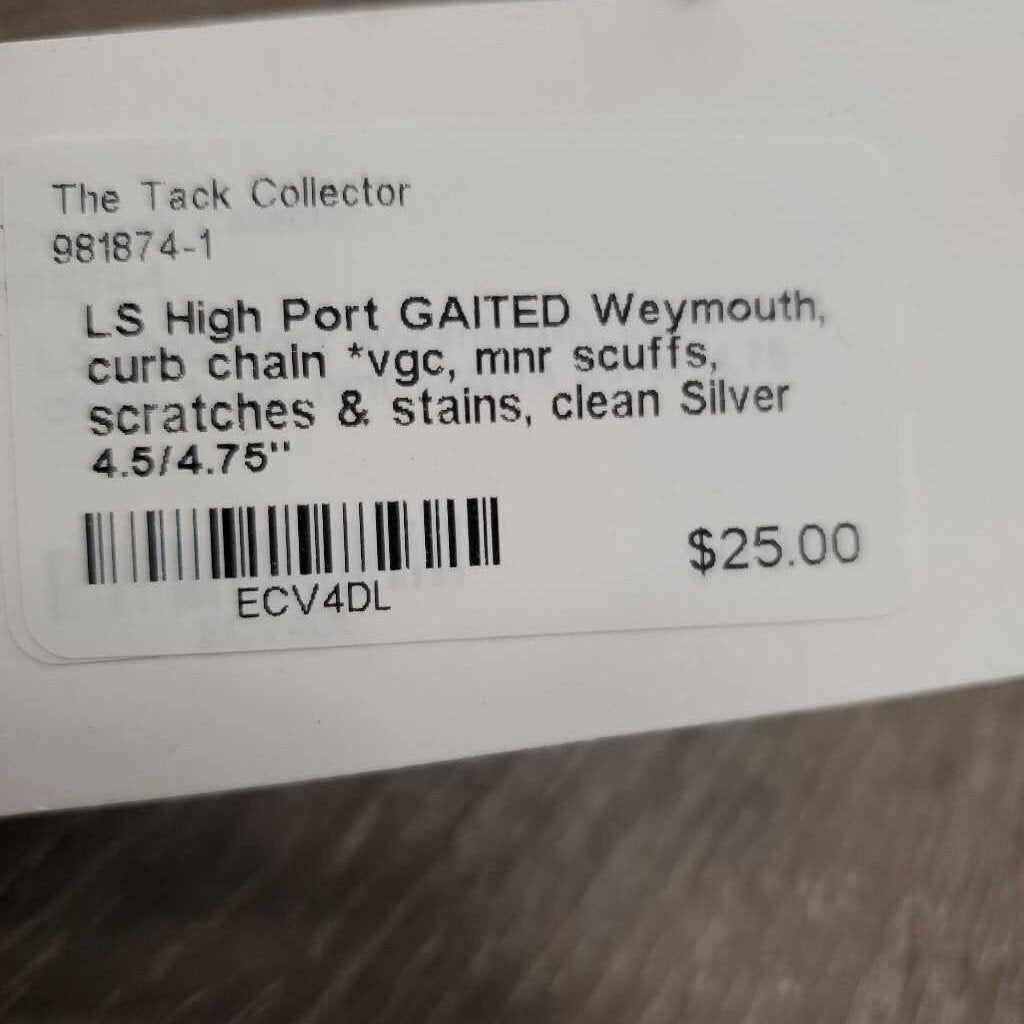 The Tack Collector
981874-1
LS High Port GAITED Weymouth,
curb chain *vgc, mnr scuffs,
scratches & stains, clean Silver
4.5/4.75"
$25.00
ECV4DL